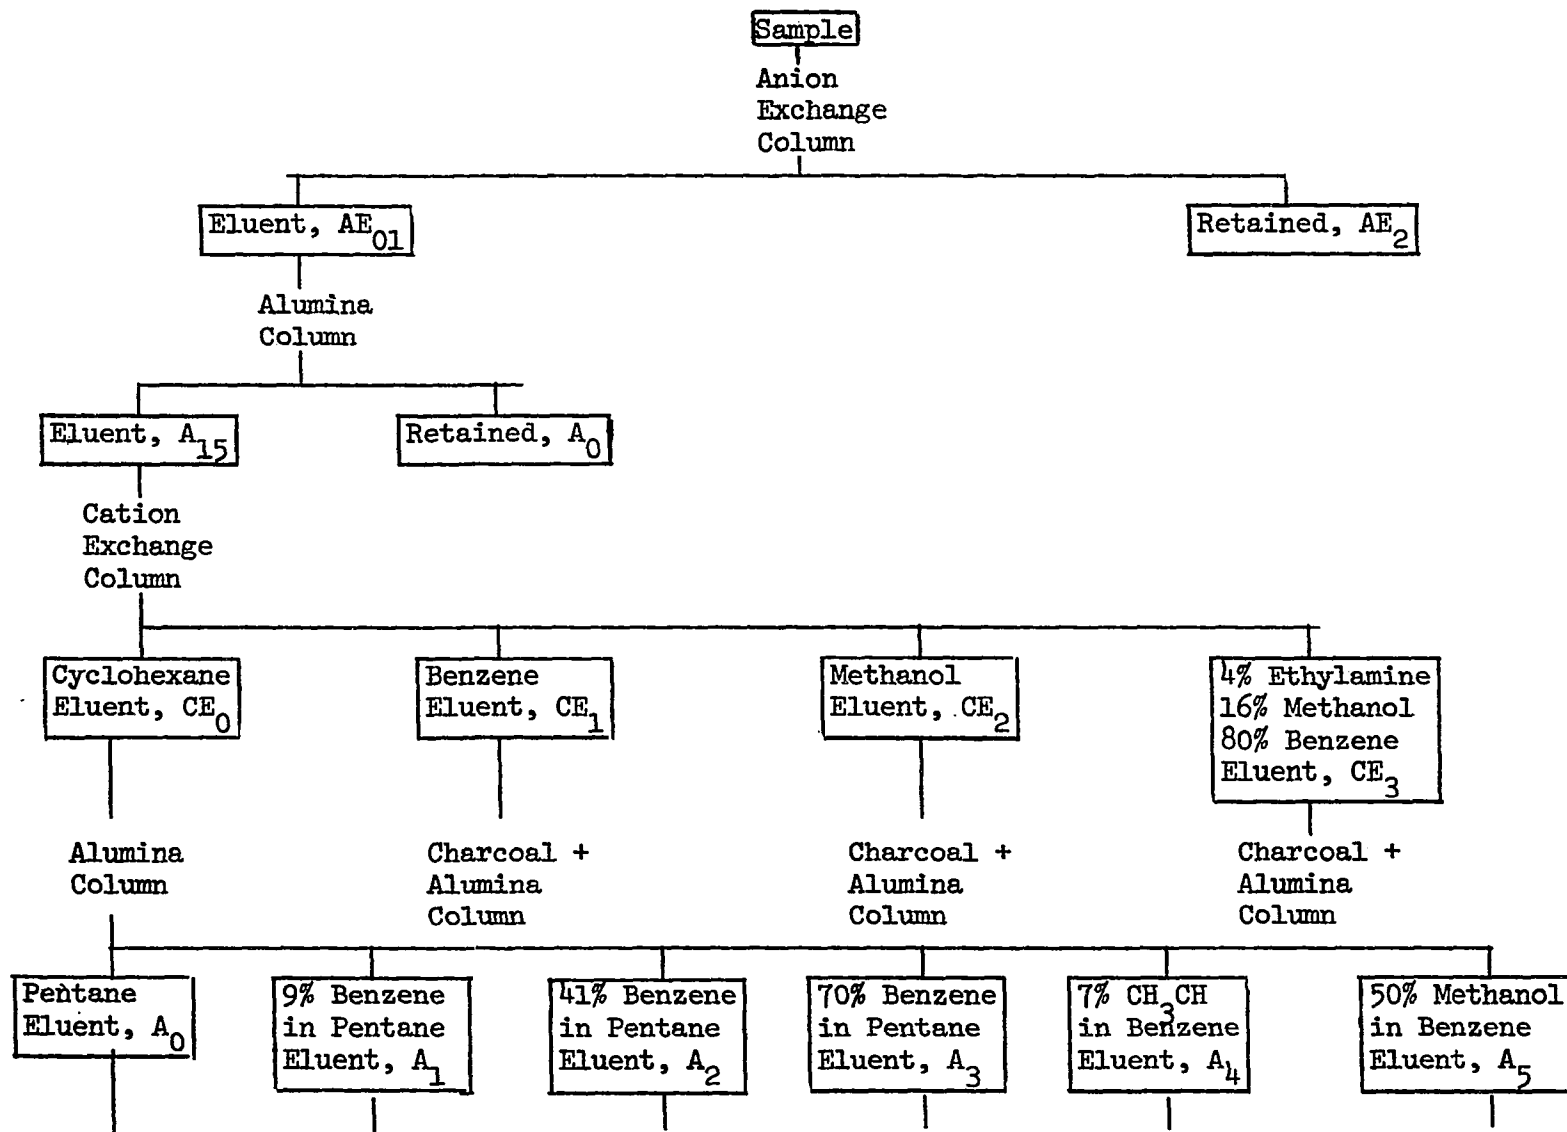 Sample
Anion
Exchange
Column
Eluent, AE01
Retained, AE2
Alumina
Column
Eluent, A15
Retained, A0
Cation
Exchange
Column
Cyclohexane
Eluent, CE0
Benzene
Eluent, CE1
Methanol
Eluent, CE2
4% Ethylamine
16% Methanol
80% Benzene
Eluent, CE3
Alumina
Column
Charcoal +
Alumina
Column
Charcoal +
Alumina
Column
Charcoal +
Alumina
Column
Pentane
Eluent, A0
9% Benzene
in Pentane
Eluent, A1
41% Benzene
in Pentane
Eluent, A2
70% Benzene
in Pentane
Eluent, A3
7% CH3CH
in Benzene
Eluent, A4
50% Methanol
in Benzene
Eluent, A5